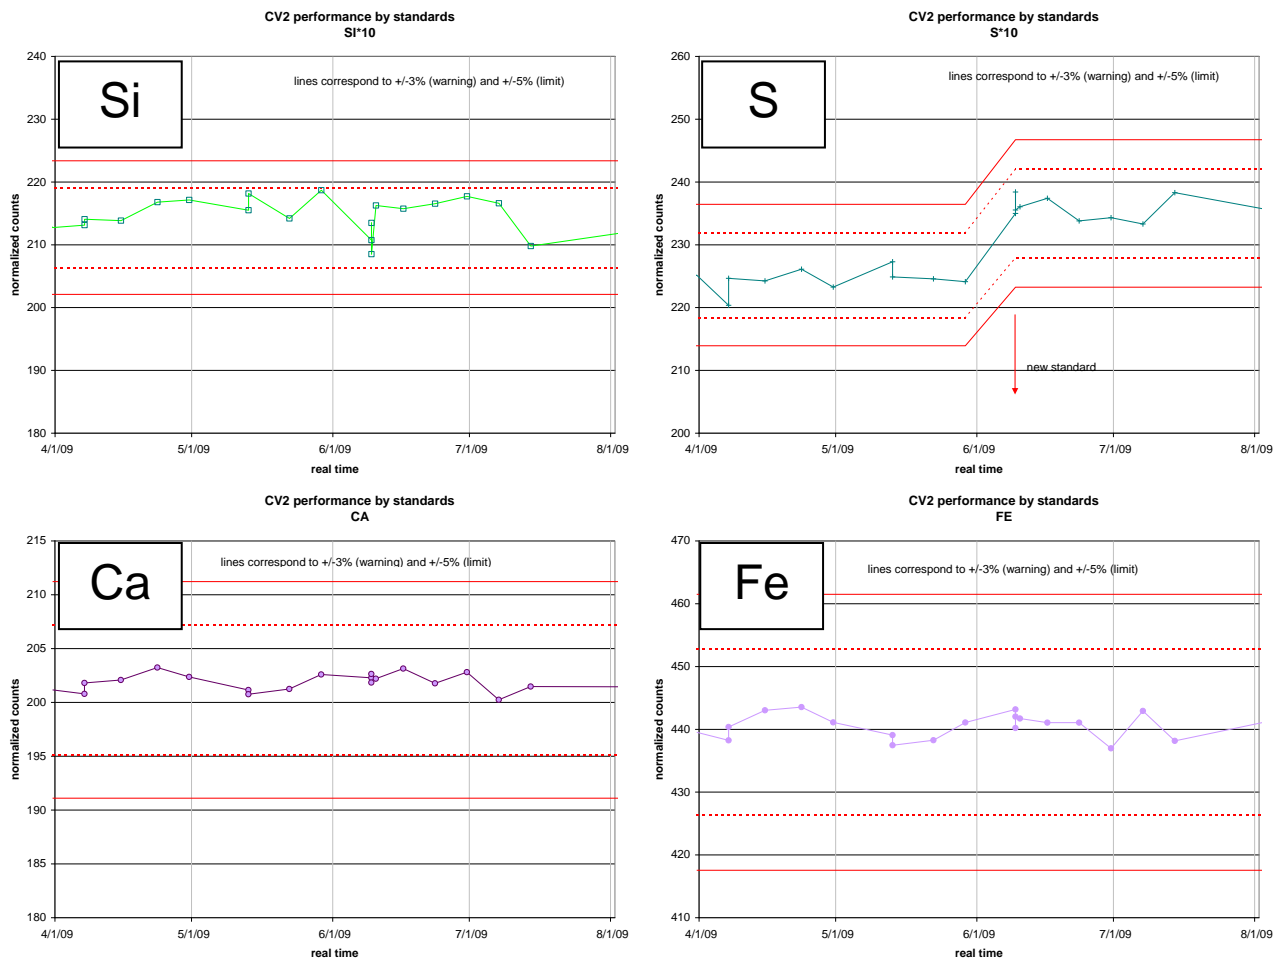 CV2 performance by standards
SI*10
lines correspond to +/-3% (warning) and +/-5% (limit)
Si
240
230
220
210
200
190
180
normalized counts
4/1/09 5/1/09 6/1/09 7/1/09 8/1/09
real time
CV2 performance by standards
S*10
lines correspond to +/-3% (warning) and +/-5% (limit)
S
260
250
240
230
220
210
200
normalized counts
new standard
4/1/09 5/1/09 6/1/09 7/1/09 8/1/09
real time
CV2 performance by standards
CA
lines correspond to +/-3% (warning) and +/-5% (limit)
Ca
215
210
205
200
195
190
185
180
normalized counts
4/1/09 5/1/09 6/1/09 7/1/09 8/1/09
real time
CV2 performance by standards
FE
lines correspond to +/-3% (warning) and +/-5% (limit)
Fe
470
460
450
440
430
420
410
normalized counts
4/1/09 5/1/09 6/1/09 7/1/09 8/1/09
real time